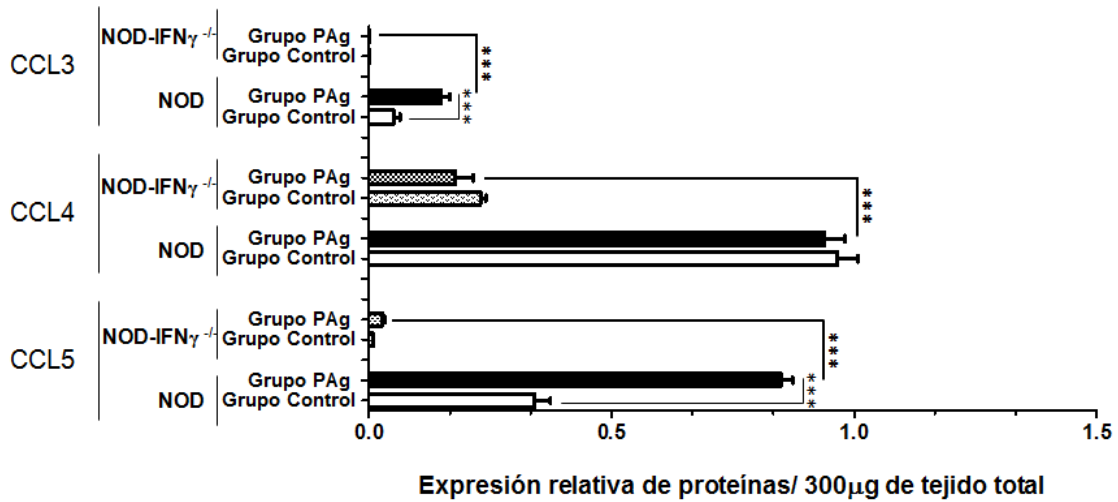 CCL3
NOD-IFNγ -/-
Grupo PAg
Grupo Control
***
NOD
Grupo PAg
Grupo Control
***
CCL4
NOD-IFNγ -/-
Grupo PAg
Grupo Control
***
NOD
Grupo PAg
Grupo Control
CCL5
NOD-IFNγ -/-
Grupo PAg
Grupo Control
***
NOD
Grupo PAg
Grupo Control
***
0.0 0.5 1.0 1.5
Expresión relativa de proteínas/ 300µg de tejido total